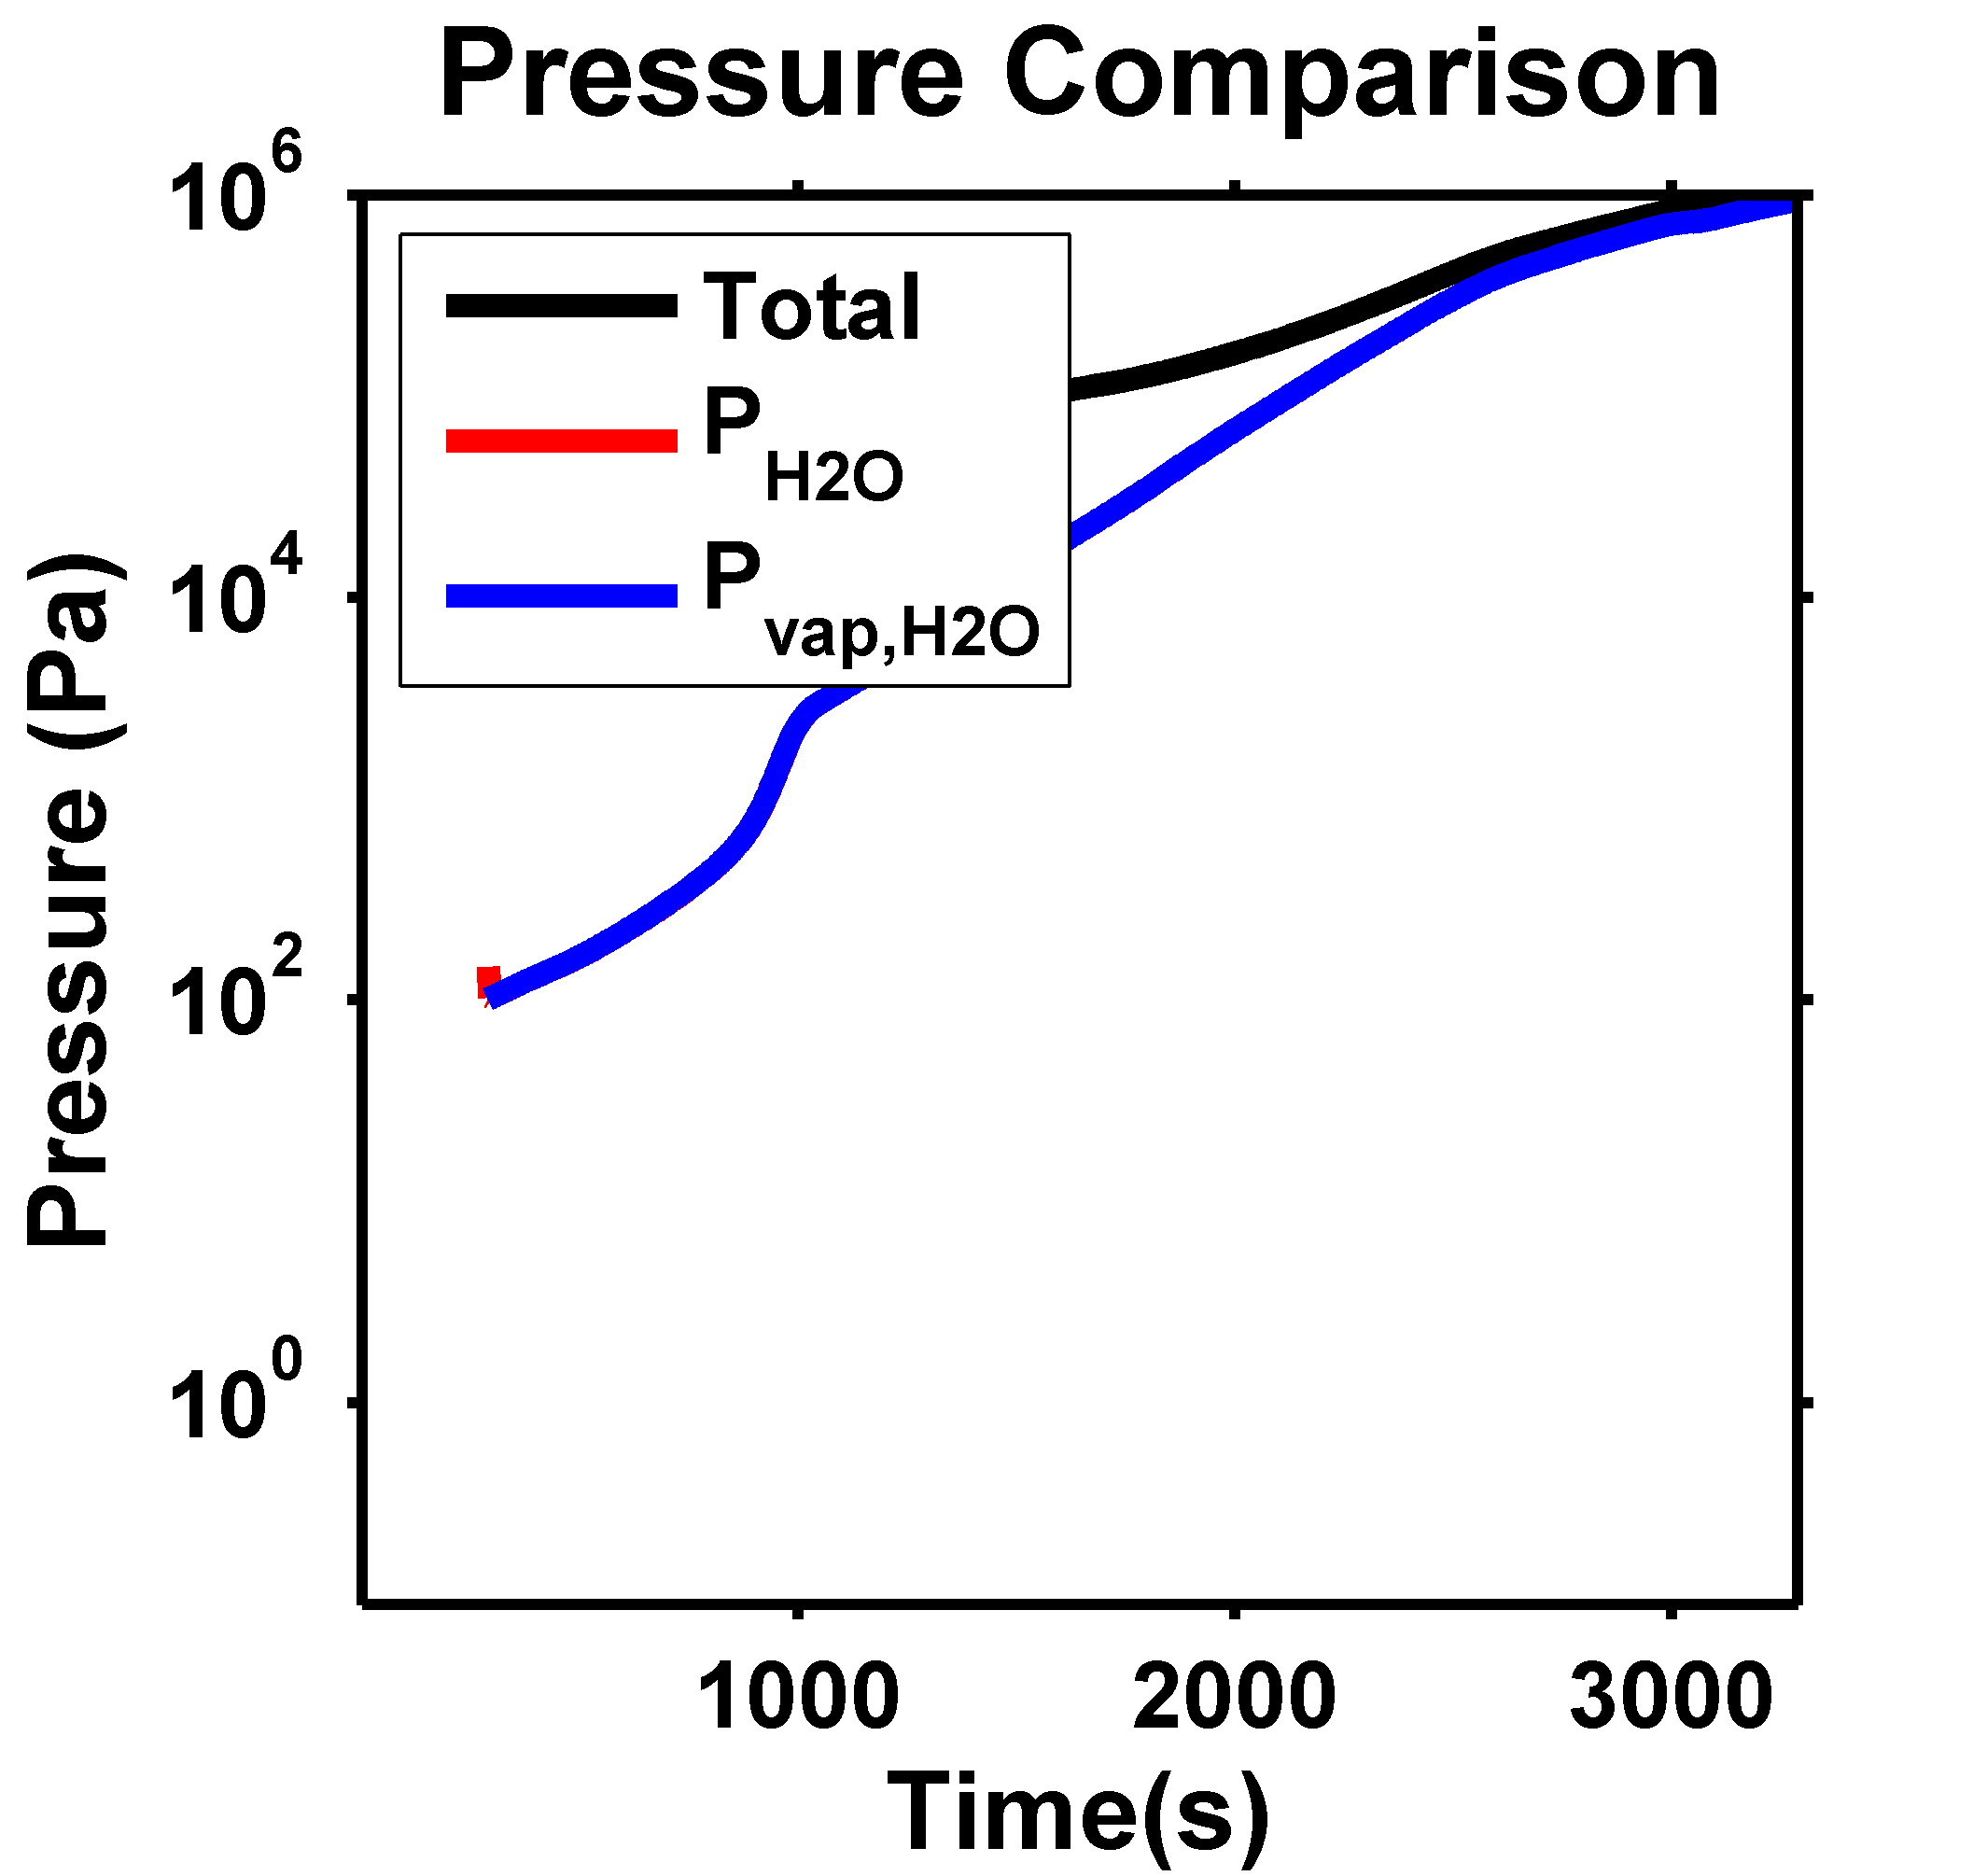 Pressure Comparison
10^6
Total
P_H2O
10^4
P_vap,H2O
Pressure (Pa)
10^2
10^0
1000 2000 3000
Time(s)